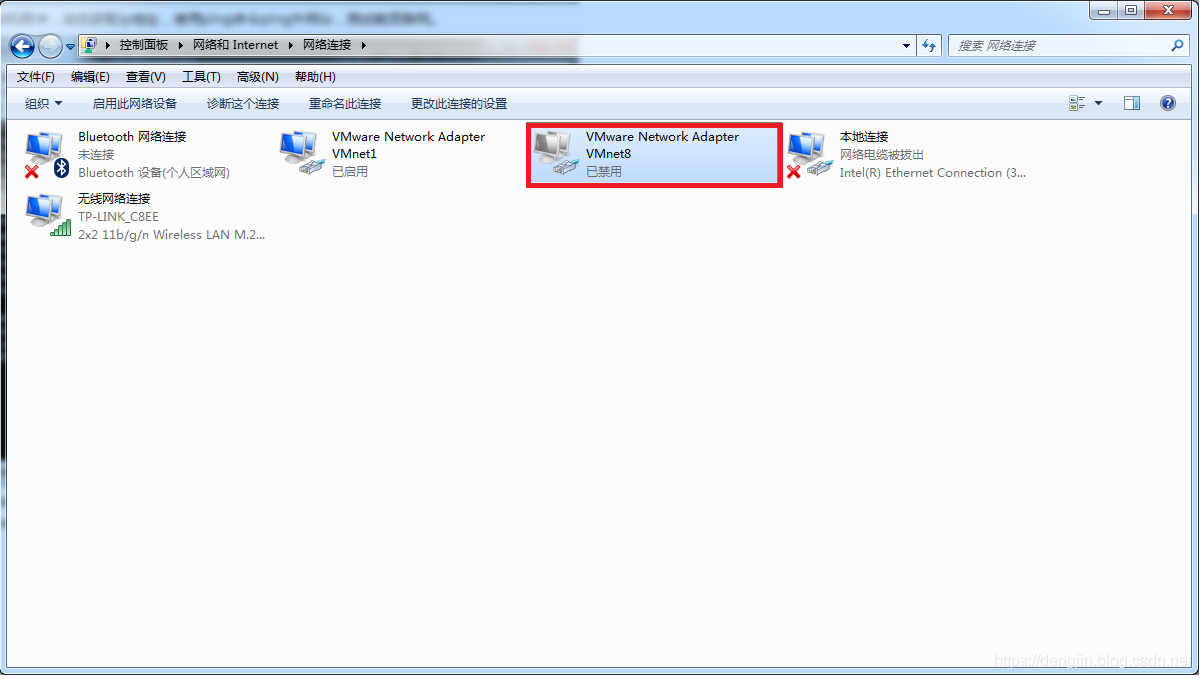 控制面板 网络和 Internet 网络连接
搜索 网络连接
文件(F) 编辑(E) 查看(V) 工具(T) 高级(N) 帮助(H)
组织 启用此网络设备 诊断这个连接 重命名此连接 更改此连接的设置
Bluetooth 网络连接
未连接
Bluetooth 设备(个人区域网)
VMware Network Adapter
VMnet1
已启用
VMware Network Adapter
VMnet8
已禁用
本地连接
网络电缆被拔出
Intel(R) Ethernet Connection (3...
无线网络连接
TP-LINK_C8EE
2x2 11b/g/n Wireless LAN M.2...
https://dengjin.blog.csdn.net